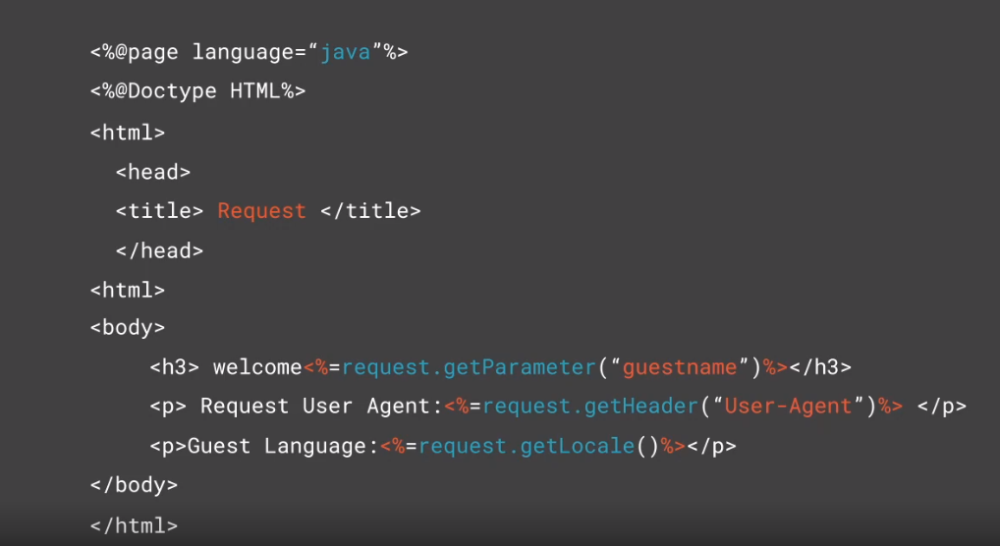 <%@page language=“java”%>
<%@Doctype HTML%>
<html>
<head>
<title> Request </title>
</head>
<html>
<body>
<h3> welcome<%=request.getParameter(“guestname”)%></h3>
<p> Request User Agent:<%=request.getHeader(“User-Agent”)%> </p>
<p>Guest Language:<%=request.getLocale()%></p>
</body>
</html>